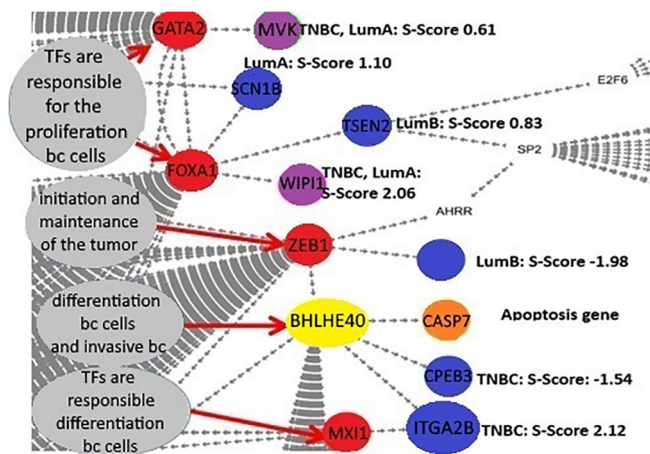 GATA2
MVK
TNBC, LumA: S-Score 0.61
TFs are
responsible
for the
proliferation
bc cells
LumA: S-Score 1.10
SCN1B
E2F6
TSEN2
LumB: S-Score 0.83
SP2
FOXA1
WIPI1
TNBC, LumA:
S-Score 2.06
initiation and
maintenance
of the tumor
AHRR
ZEB1
LumB: S-Score -1.98
differentiation
bc cells
and invasive bc
BHLHE40
CASP7
Apoptosis gene
CPEB3
TNBC: S-Score: -1.54
TFs are
responsible
differentiation
bc cells
MXI1
ITGA2B
TNBC: S-Score 2.12